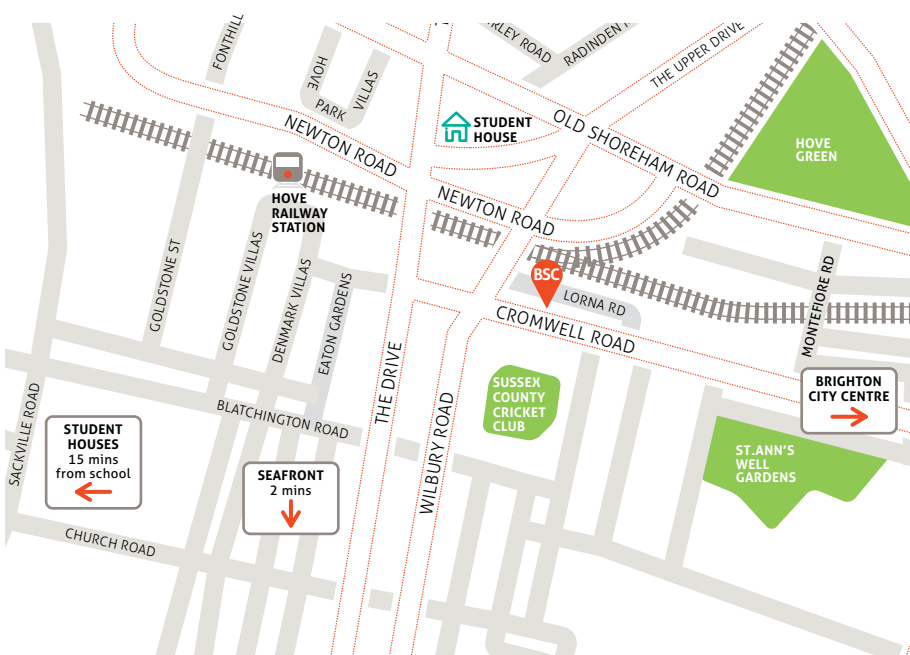 FONTHILL
HOVE
PARK
VILLAS
RADINDEN
THE UPPER DRIVE
NEWTON ROAD
STUDENT
HOUSE
OLD SHOREHAM ROAD
HOVE
GREEN
HOVE
RAILWAY
STATION
NEWTON ROAD
GOLDSTONE ST
GOLDSTONE VILLAS
DENMARK VILLAS
EATON GARDENS
BSC
LORNA RD
CROMWELL ROAD
MONTEFIORE RD
THE DRIVE
WILBURY ROAD
SUSSEX
COUNTY
CRICKET
CLUB
BRIGHTON
CITY CENTRE
SACKVILLE ROAD
BLATCHINGTON ROAD
STUDENT
HOUSES
15 mins
from school
SEAFRONT
2 mins
ST.ANN'S
WELL
GARDENS
CHURCH ROAD